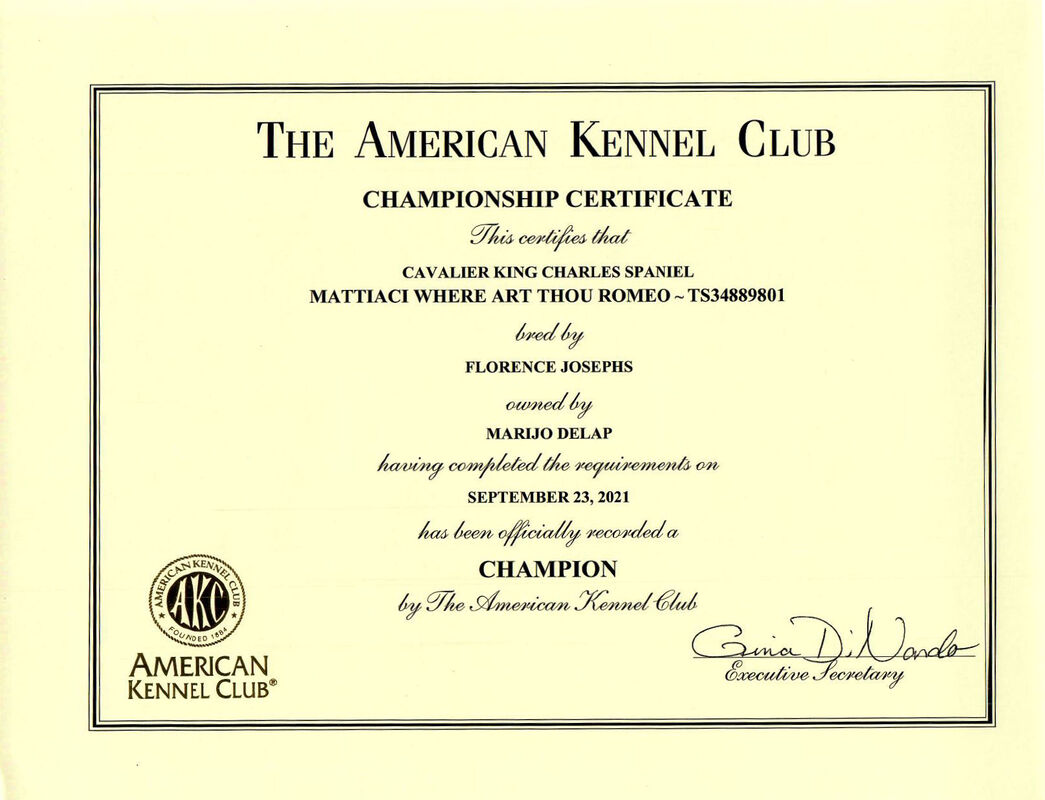 THE AMERICAN KENNEL CLUB
CHAMPIONSHIP CERTIFICATE
This certifies that
CAVALIER KING CHARLES SPANIEL
MATTIACI WHERE ART THOU ROMEO ~ TS34889801
bred by
FLORENCE JOSEPHS
owned by
MARIJO DELAP
having completed the requirements on
SEPTEMBER 23, 2021
has been officially recorded a
CHAMPION
by The American Kennel Club
AMERICAN KENNEL CLUB
AKC
FOUNDED 1884
AMERICAN
KENNEL CLUB®
Gina DiNardo
Executive Secretary